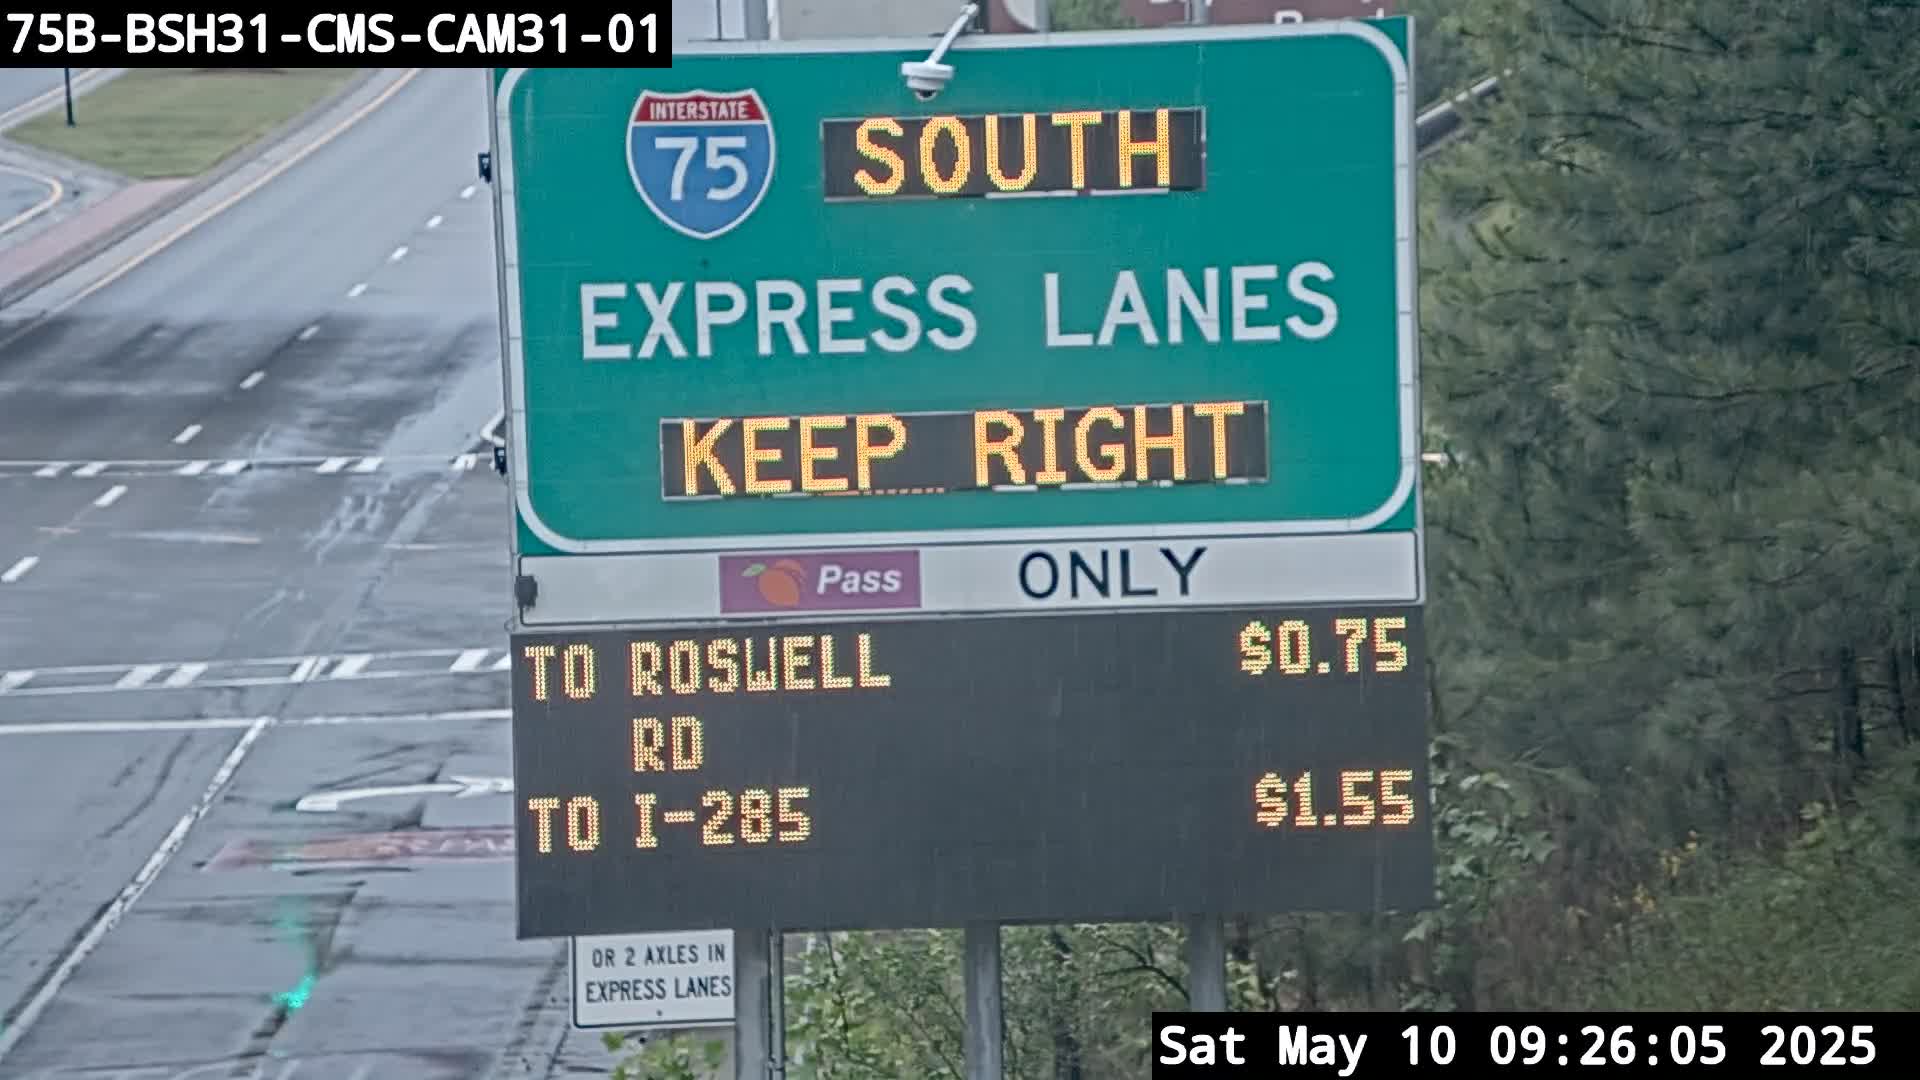 75B-BSH31-CMS-CAM31-01
INTERSTATE
75
SOUTH
EXPRESS LANES
KEEP RIGHT
Pass
ONLY
TO ROSWELL $0.75
RD
TO I-285 $1.55
OR 2 AXLES IN
EXPRESS LANES
Sat May 10 09:26:05 2025